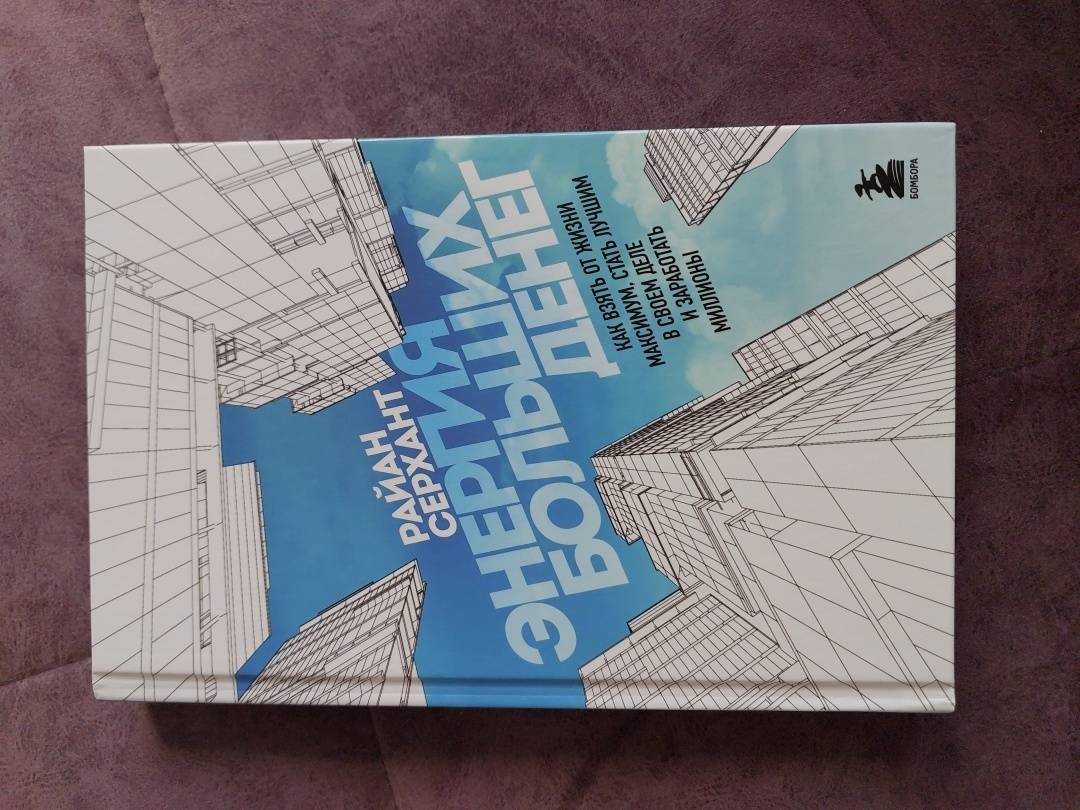 РАЙАН
СЕРХАНТ
ЭНЕРГИЯ
БОЛЬШИХ
ДЕНЕГ
КАК ВЗЯТЬ ОТ ЖИЗНИ
МАКСИМУМ, СТАТЬ ЛУЧШИМ
В СВОЕМ ДЕЛЕ
И ЗАРАБОТАТЬ
МИЛЛИОНЫ
БОМБОРА